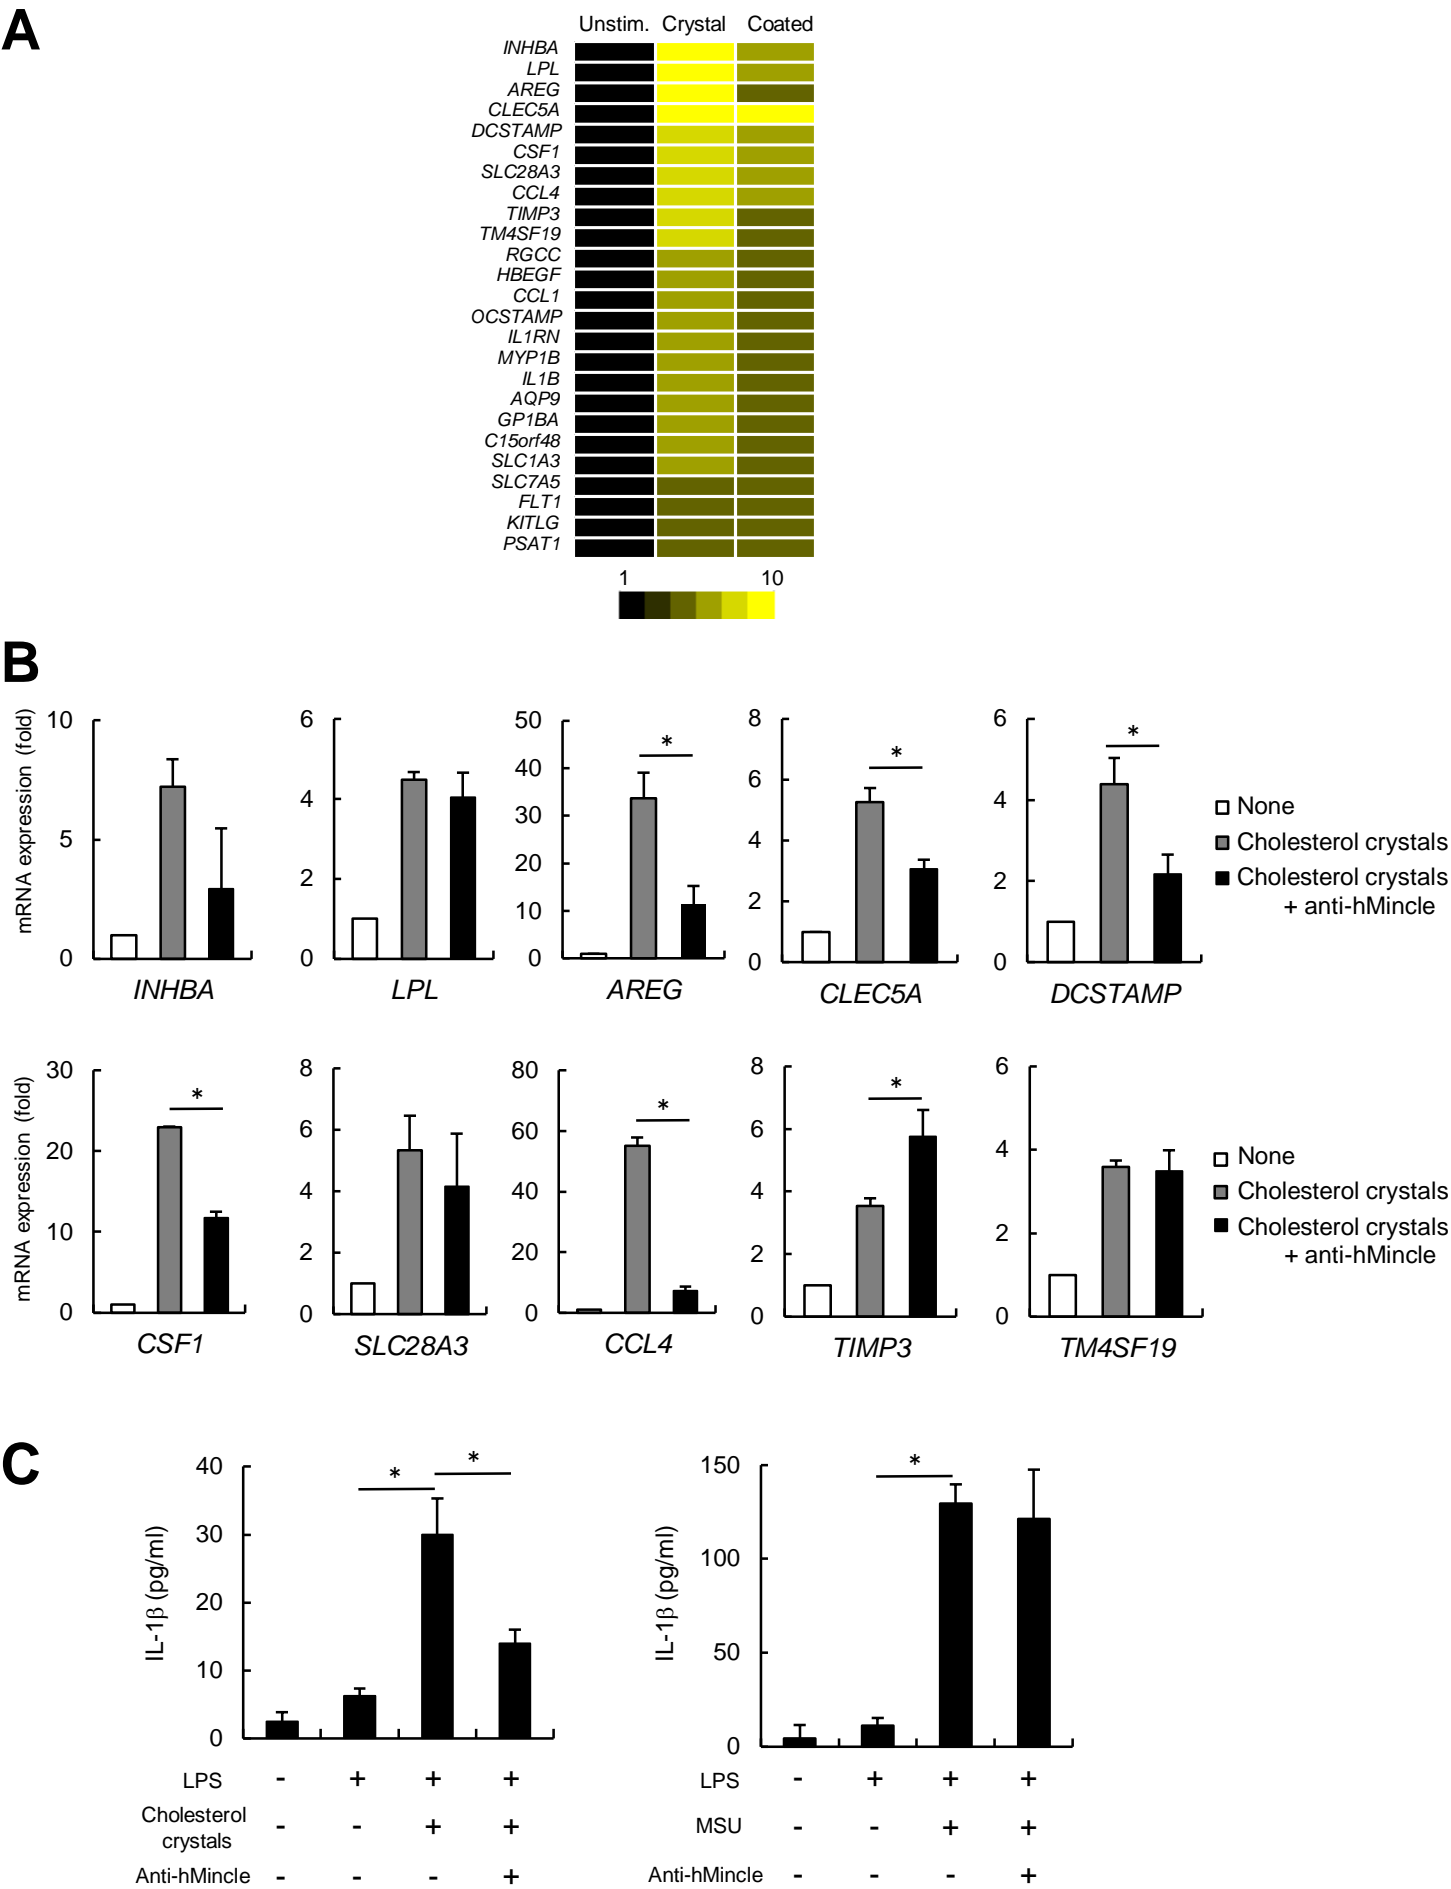 A
Unstim. Crystal Coated
INHBA
LPL
AREG
CLEC5A
DCSTAMP
CSF1
SLC28A3
CCL4
TIMP3
TM4SF19
RGCC
HBEGF
CCL1
OCSTAMP
IL1RN
MYP1B
IL1B
AQP9
GP1BA
C15orf48
SLC1A3
SLC7A5
FLT1
KITLG
PSAT1
1 10
B
mRNA expression (fold)
10
5
0
INHBA
6
4
2
0
LPL
50
40
30
20
10
0
*
AREG
8
6
4
2
0
*
CLEC5A
6
4
2
0
*
DCSTAMP
None
Cholesterol crystals
Cholesterol crystals
+ anti-hMincle
mRNA expression (fold)
30
20
10
0
*
CSF1
8
6
4
2
0
SLC28A3
80
60
40
20
0
*
CCL4
8
6
4
2
0
*
TIMP3
6
4
2
0
TM4SF19
None
Cholesterol crystals
Cholesterol crystals
+ anti-hMincle
C
IL-1β (pg/ml)
40
30
20
10
0
* *
LPS - + + +
Cholesterol
crystals - - + +
Anti-hMincle - - - +
IL-1β (pg/ml)
150
100
50
0
*
LPS - + + +
MSU - - + +
Anti-hMincle - - - +